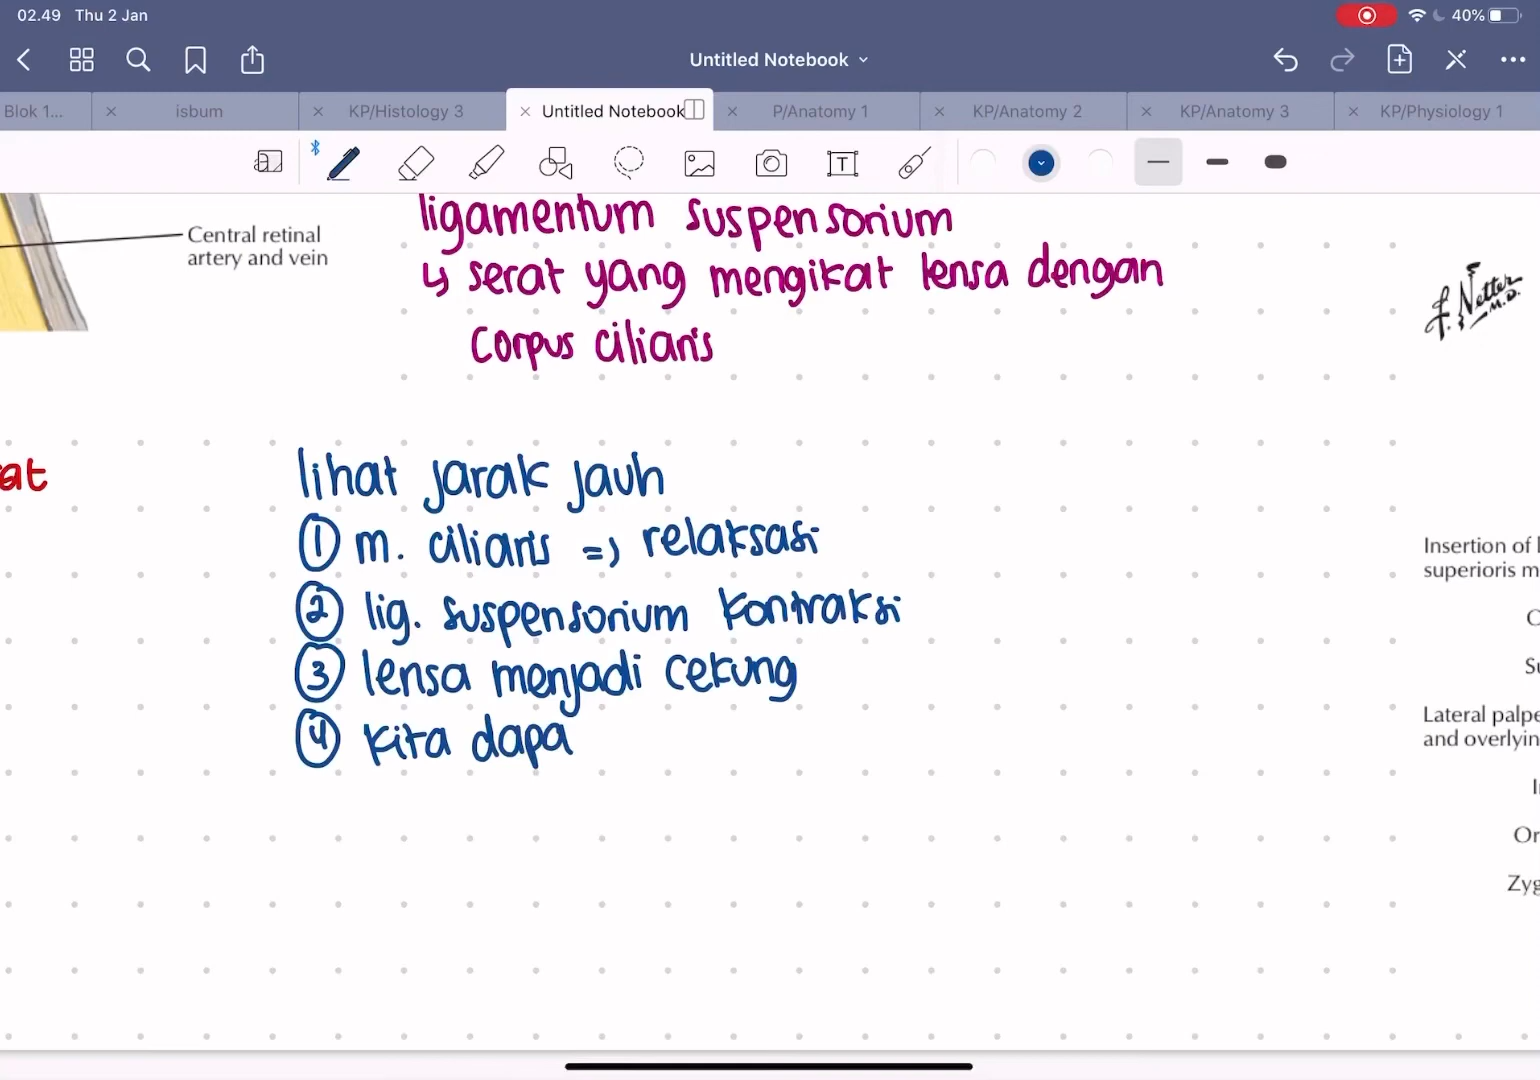 02.49 Thu 2 Jan
40%
Untitled Notebook
Blok 1...
isbum
KP/Histology 3
Untitled Notebook
P/Anatomy 1
KP/Anatomy 2
KP/Anatomy 3
KP/Physiology 1
Central retinal
artery and vein
ligamentum suspensorium
↳ serat yang mengikat lensa dengan
corpus ciliaris
F. Netter
M.D.
at
lihat jarak jauh
① m. ciliaris => relaksasi
② lig. suspensorium kontraksi
③ lensa menjadi cekung
④ kita dapa
Insertion of l
superioris m
C
Su
Lateral palpe
and overlyin
In
Or
Zyg